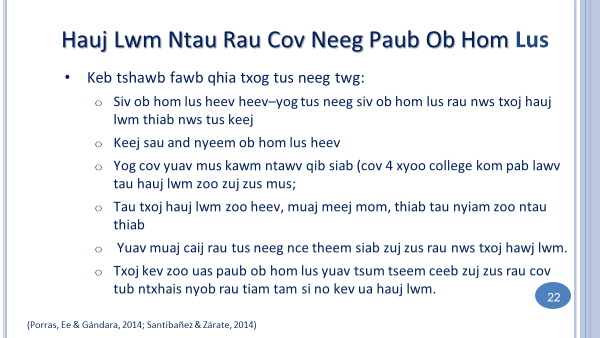 Hauj Lwm Ntau Rau Cov Neeg Paub Ob Hom Lus
• Keb tshawb fawb qhia txog tus neeg twg:
o Siv ob hom lus heev heev–yog tus neeg siv ob hom lus rau nws txoj hauj
lwm thiab nws tus keej
o Keej sau and nyeem ob hom lus heev
o Yog cov yuav mus kawm ntawv qib siab (cov 4 xyoo college kom pab lawv
tau hauj lwm zoo zuj zus mus;
o Tau txoj hauj lwm zoo heev, muaj meej mom, thiab tau nyiam zoo ntau
thiab
o Yuav muaj caij rau tus neeg nce theem siab zuj zus rau nws txoj hawj lwm.
o Txoj kev zoo uas paub ob hom lus yuav tsum tseem ceeb zuj zus rau cov
tub ntxhais nyob rau tiam tam si no kev ua hauj lwm.
22
(Porras, Ee & Gándara, 2014; Santibañez & Zárate, 2014)